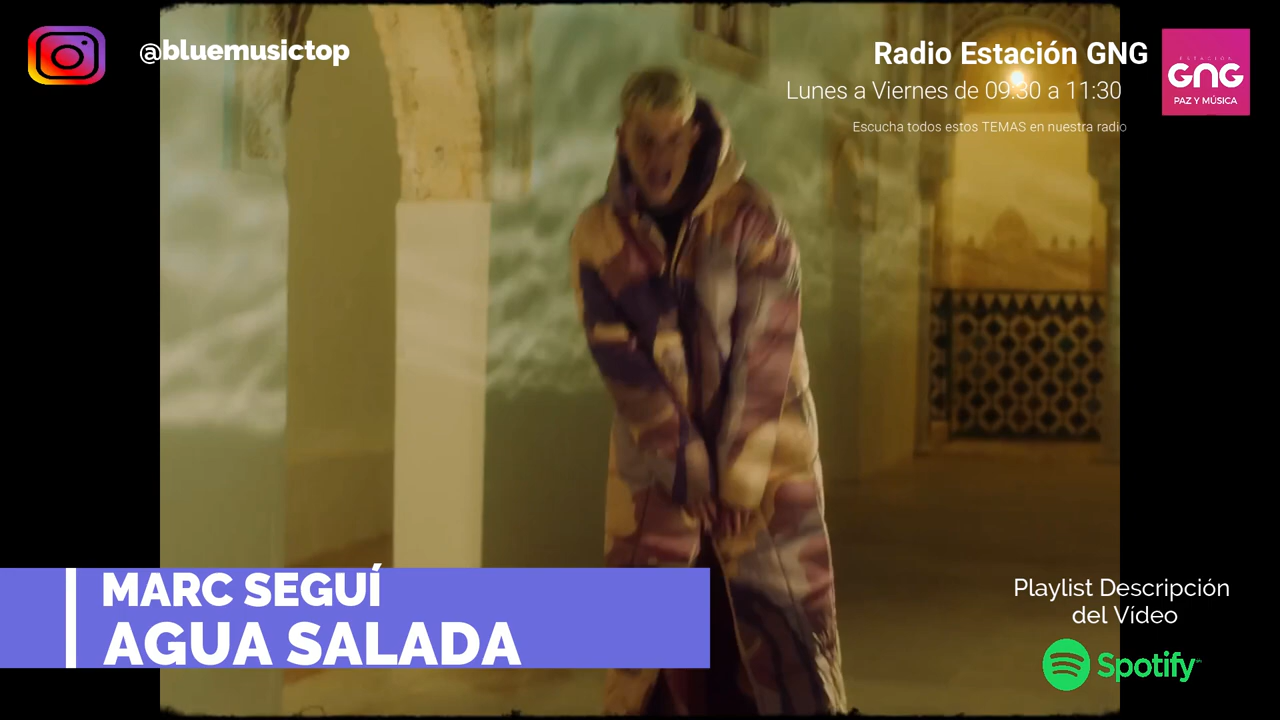 @bluemusictop
Radio Estación GNG
Lunes a Viernes de 09:30 a 11:30
Escucha todos estos TEMAS en nuestra radio
ESTACIÓN
GNG
PAZ Y MÚSICA
MARC SEGUÍ
AGUA SALADA
Playlist Descripción
del Vídeo
Spotify